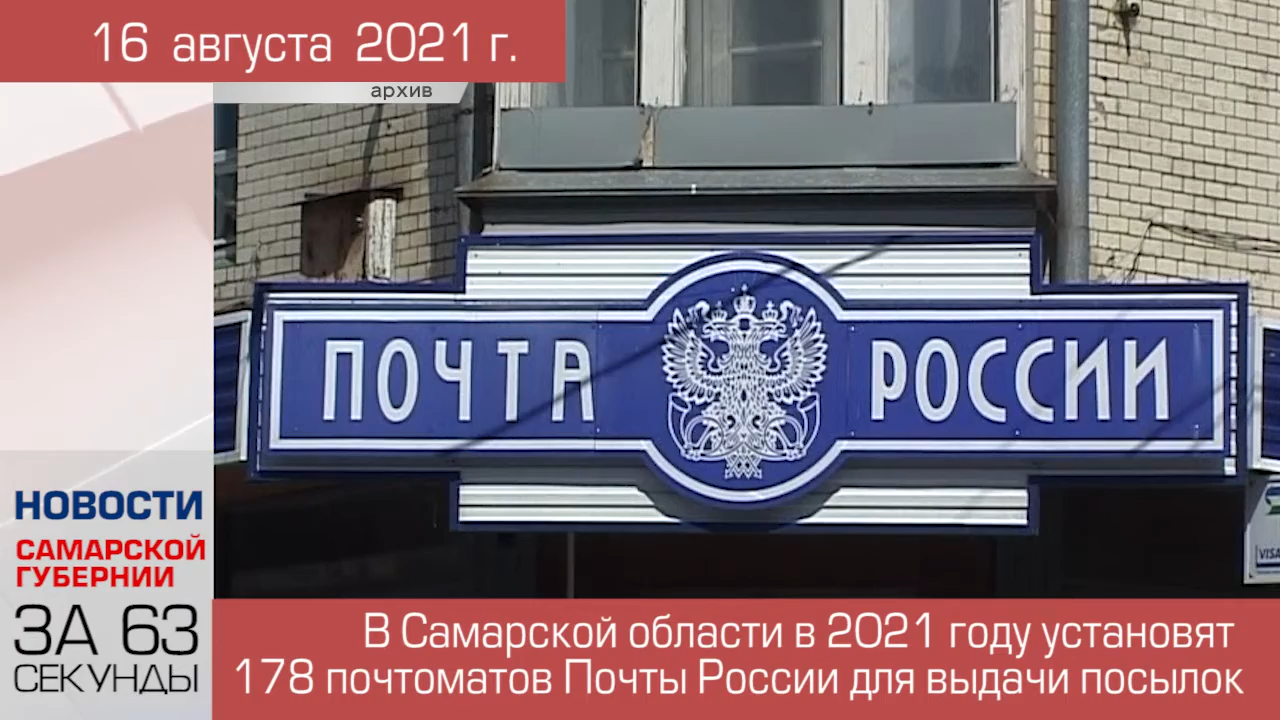 16 августа 2021 г.
архив
ПОЧТА РОССИИ
VISA
НОВОСТИ
САМАРСКОЙ
ГУБЕРНИИ
ЗА 63
СЕКУНДЫ
В Самарской области в 2021 году установят
178 почтоматов Почты России для выдачи посылок